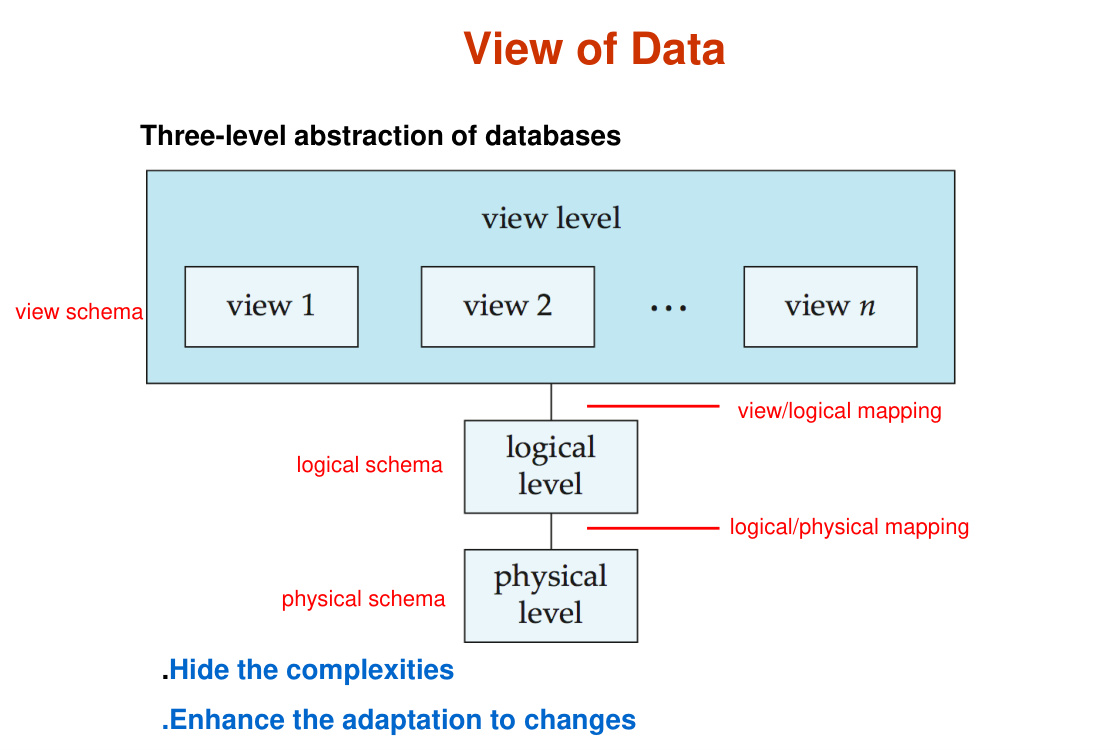 View of Data
Three-level abstraction of databases
view level
view 1
view 2
...
view n
view schema
view/logical mapping
logical schema
logical
level
logical/physical mapping
physical schema
physical
level
.Hide the complexities
.Enhance the adaptation to changes